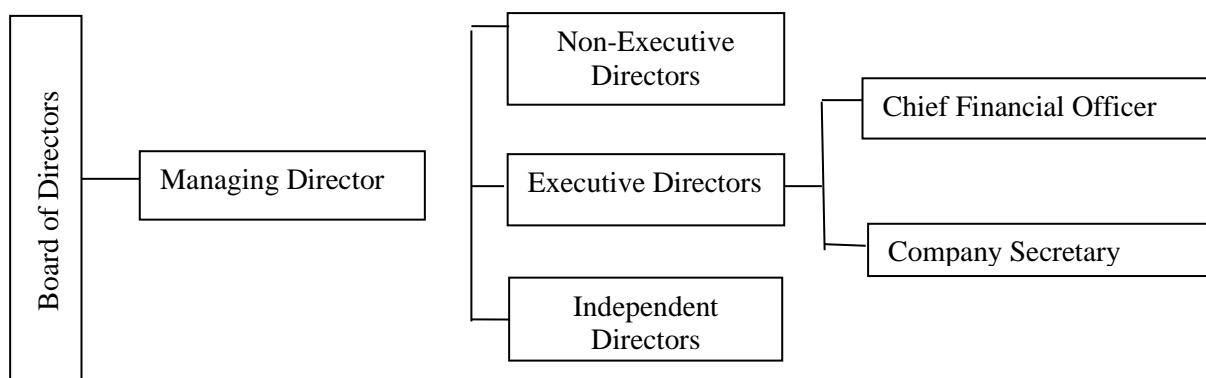 Board of Directors
Managing Director
Non-Executive
Directors
Executive Directors
Independent
Directors
Chief Financial Officer
Company Secretary